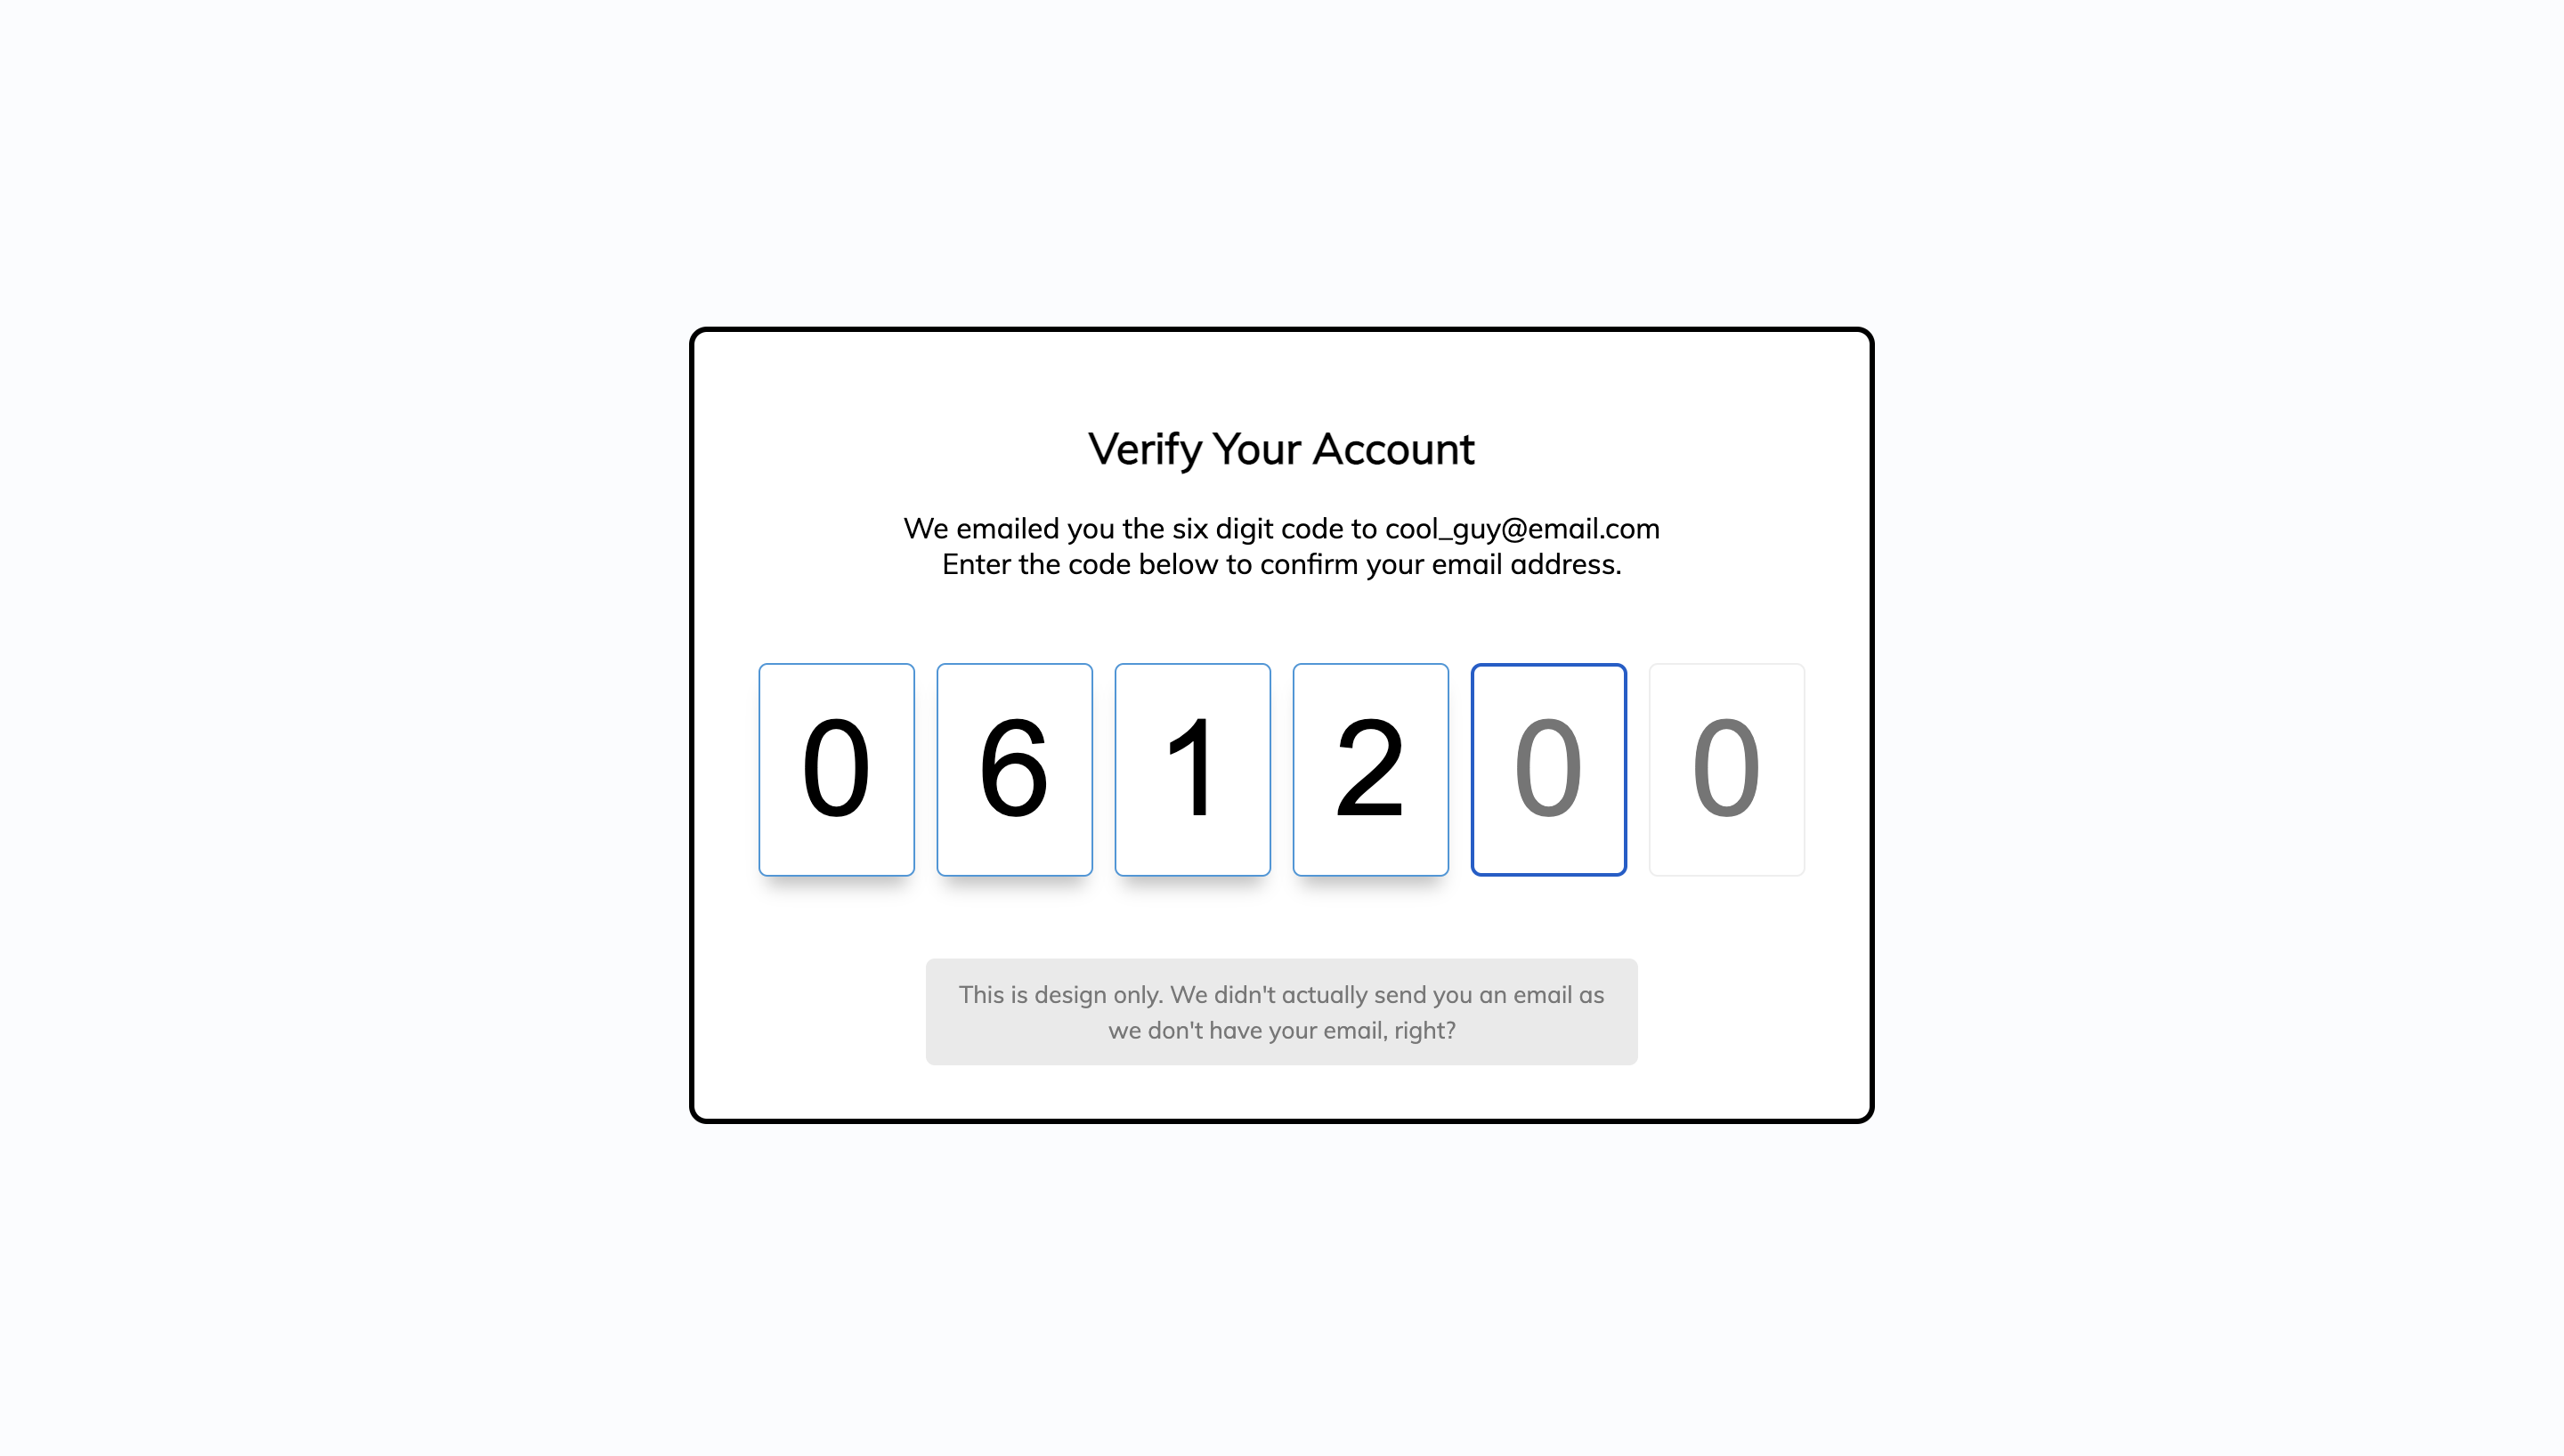 Verify Your Account
We emailed you the six digit code to cool_guy@email.com
Enter the code below to confirm your email address.
0 6 1 2 0 0
This is design only. We didn't actually send you an email as
we don't have your email, right?